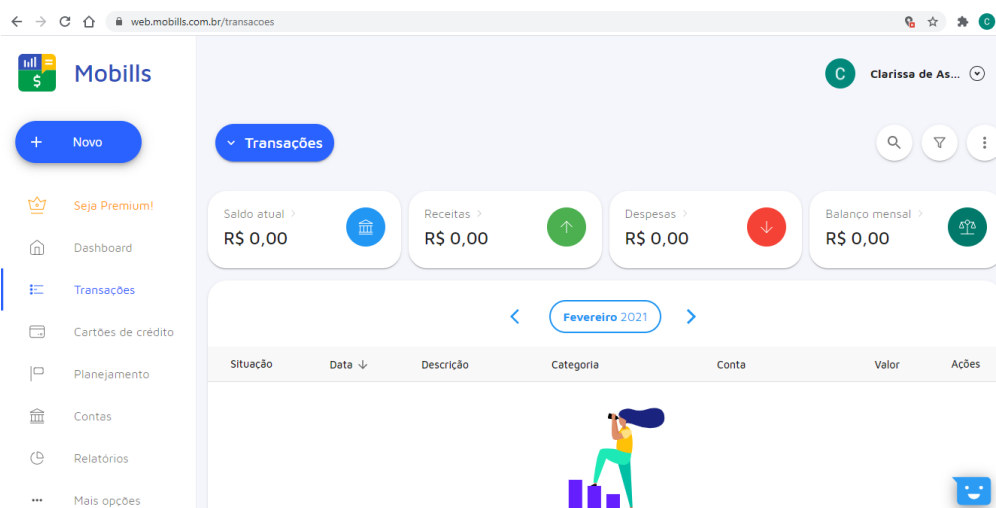 web.mobills.com.br/transacoes
C
$
Mobills
C
Clarissa de As...
+ Novo
Transações
Seja Premium!
Dashboard
Transações
Cartões de crédito
Planejamento
Contas
Relatórios
Mais opções
Saldo atual >
R$ 0,00
Receitas >
R$ 0,00
Despesas >
R$ 0,00
Balanço mensal >
R$ 0,00
Fevereiro 2021
Situação Data ↓ Descrição Categoria Conta Valor Ações